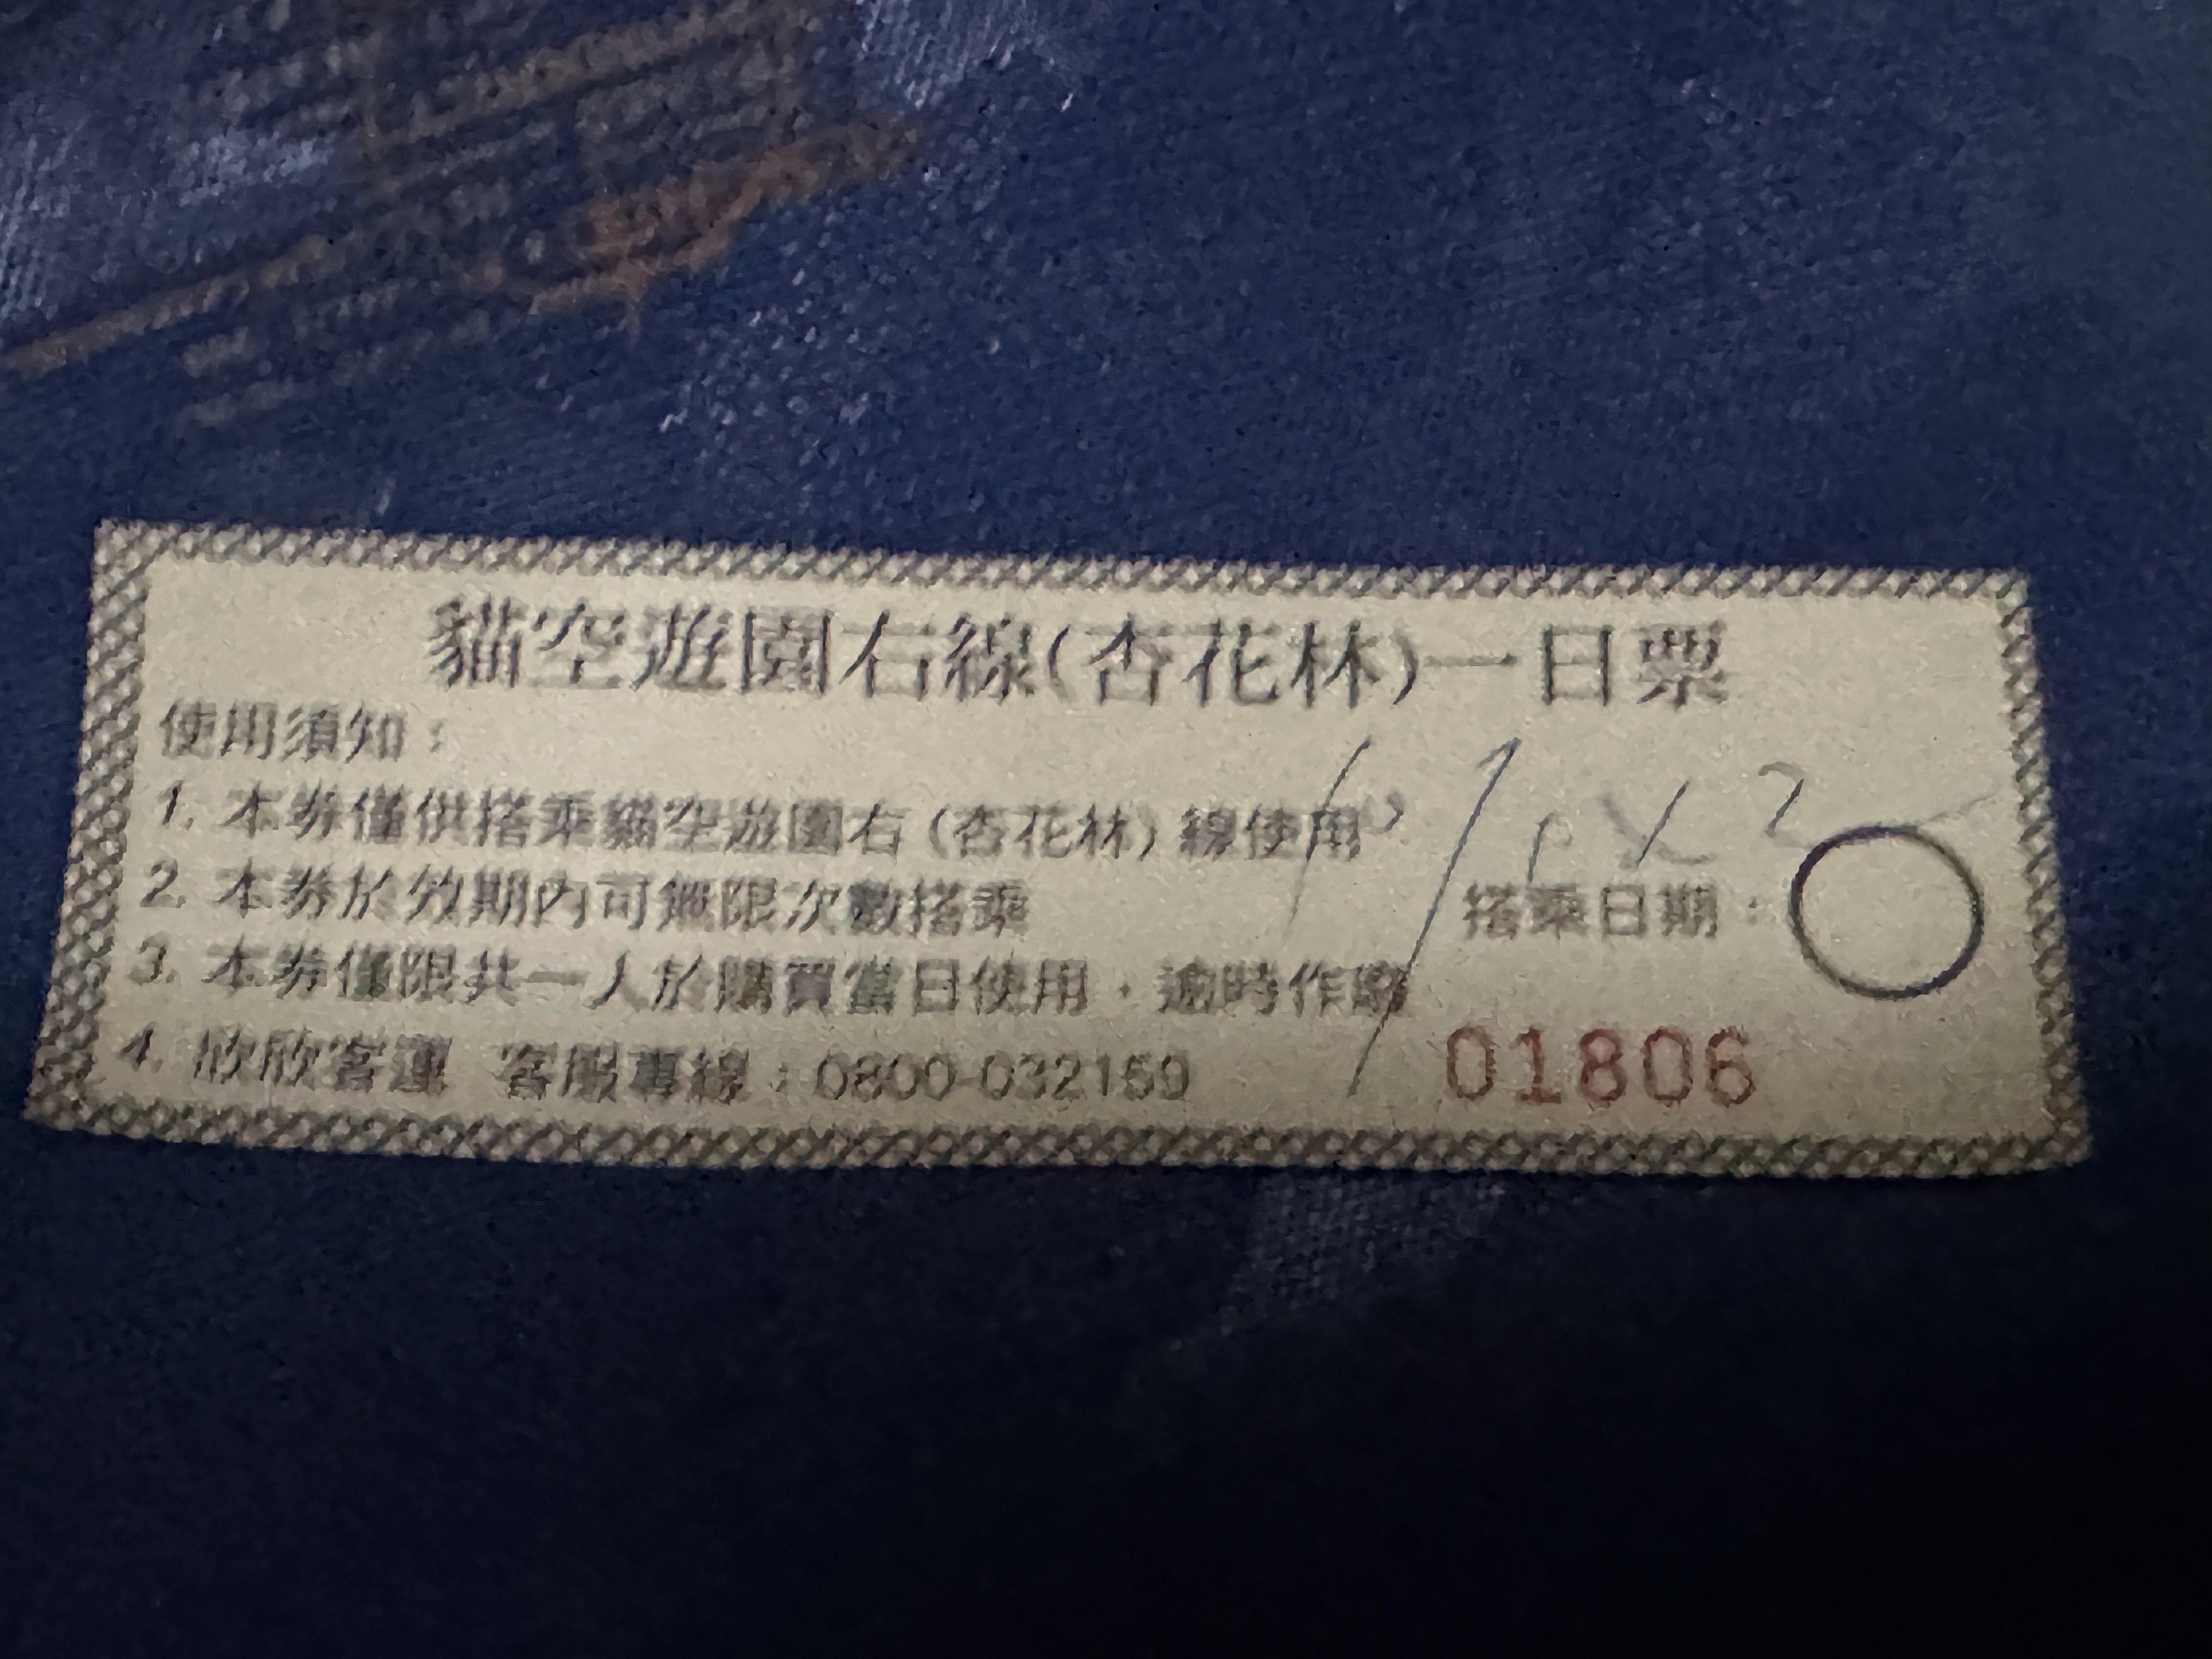 貓空遊園右線(杏花林)一日票
使用須知：
1. 本券僅供搭乘貓空遊園右(杏花林)線使用
2. 本券於效期內可無限次數搭乘
搭乘日期：
3. 本券僅限共一人於購買當日使用，逾時作廢
4. 欣欣客運 客服專線：0800-032159
01806